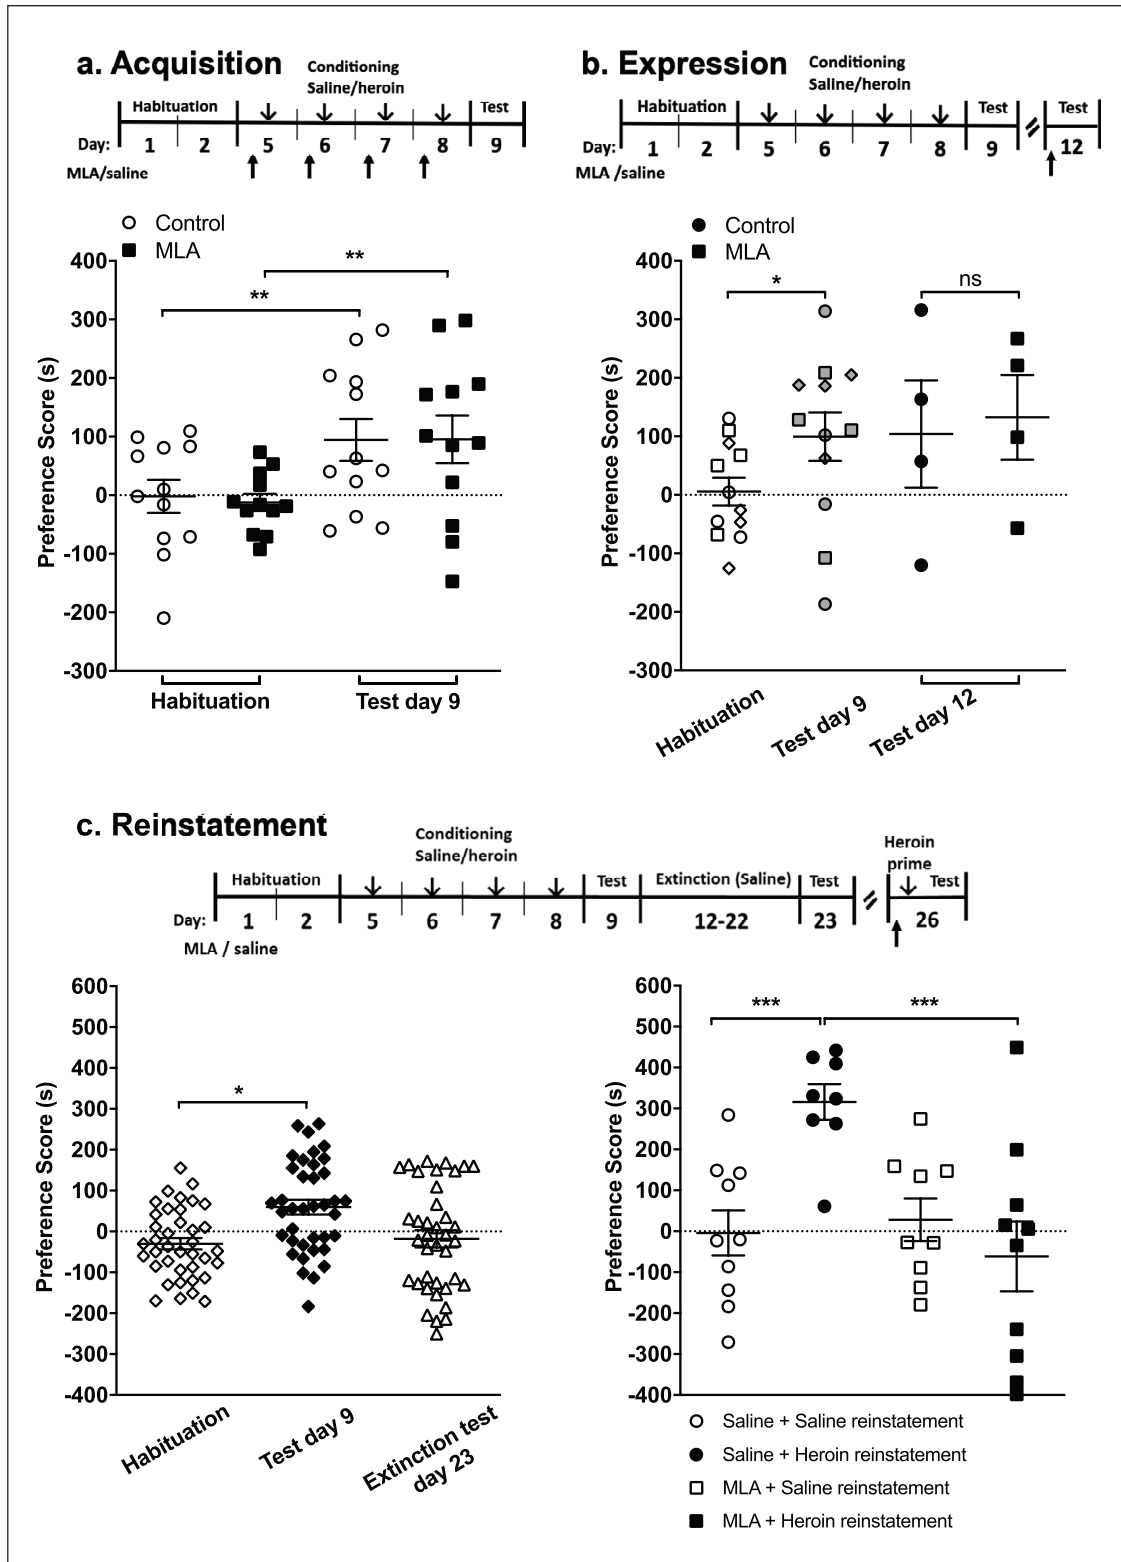 a. Acquisition
Conditioning
Saline/heroin
Habituation
Test
Day: 1 2 5 6 7 8 9
MLA/saline
Control
MLA
**
**
400
300
200
100
0
-100
-200
-300
Preference Score (s)
Habituation Test day 9
b. Expression
Conditioning
Saline/heroin
Habituation
Test Test
Day: 1 2 5 6 7 8 9 12
MLA /saline
Control
MLA
* ns
400
300
200
100
0
-100
-200
-300
Preference Score (s)
Habituation Test day 9 Test day 12
c. Reinstatement
Conditioning
Saline/heroin
Heroin
prime
Habituation Test Extinction (Saline) Test Test
Day: 1 2 5 6 7 8 9 12-22 23 26
MLA / saline
*
600
500
400
300
200
100
0
-100
-200
-300
-400
Preference Score (s)
Habituation
Test day 9
Extinction test
day 23
*** ***
600
500
400
300
200
100
0
-100
-200
-300
-400
Preference Score (s)
Saline + Saline reinstatement
Saline + Heroin reinstatement
MLA + Saline reinstatement
MLA + Heroin reinstatement